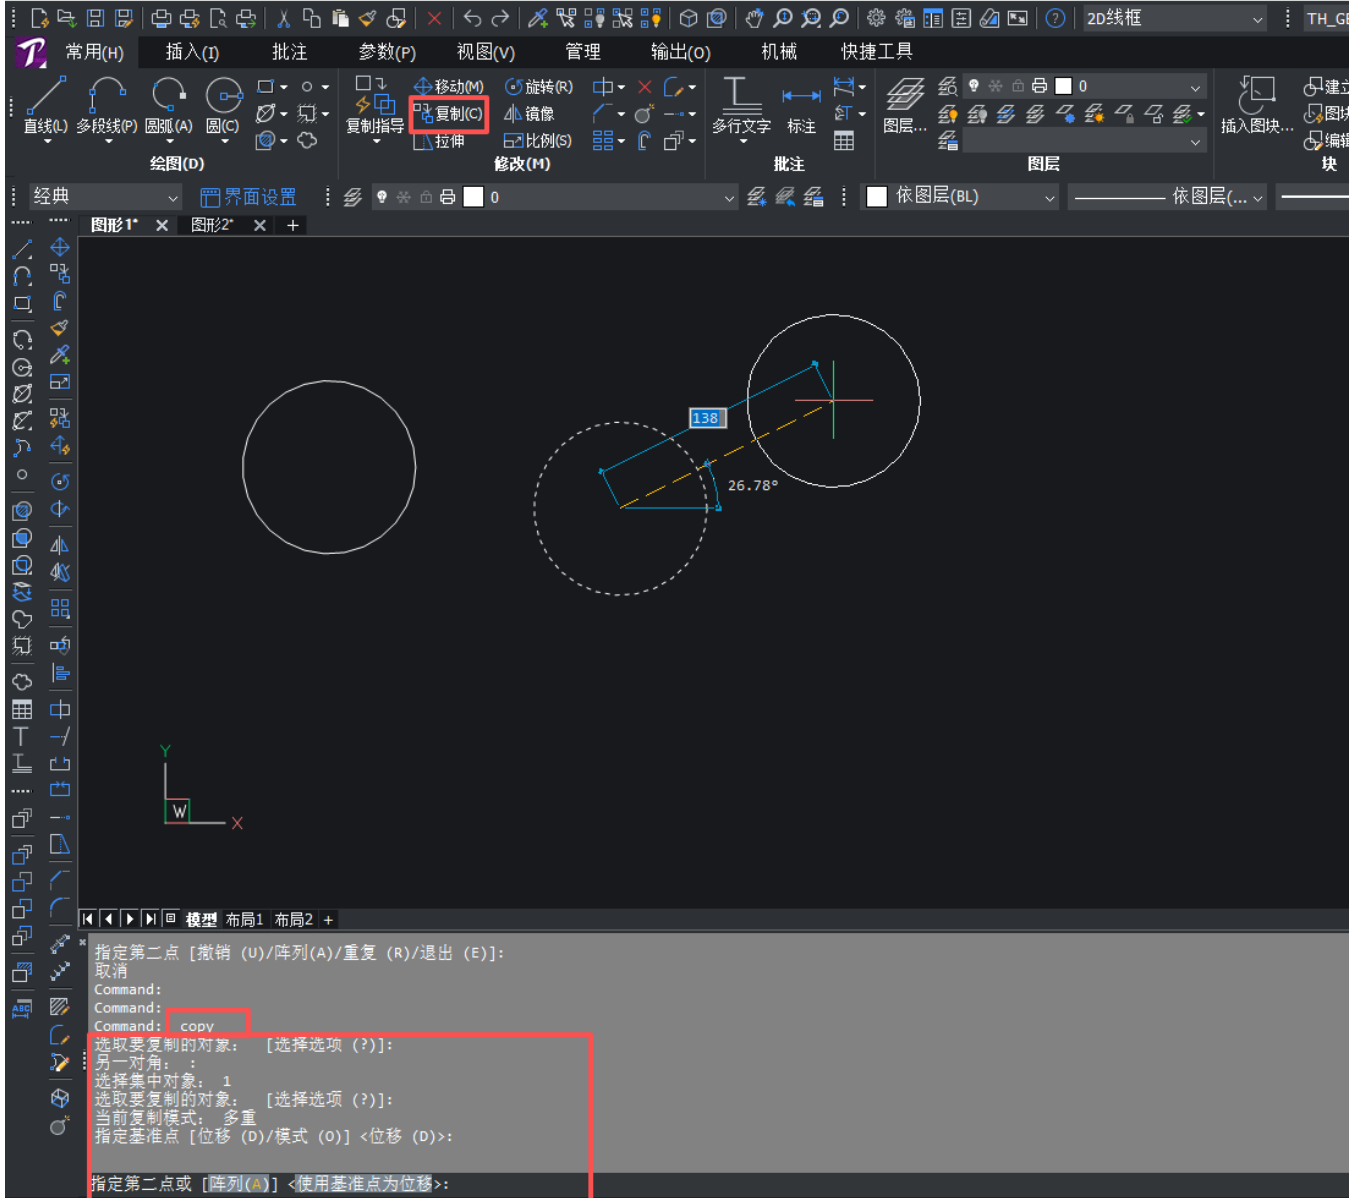 2D线框
TH_GB
常用(H) 插入(I) 批注 参数(P) 视图(V) 管理 输出(O) 机械 快捷工具
移动(M) 旋转(R)
0
建立
直线(L) 多段线(P) 圆弧(A) 圆(C)
复制指导
复制(C) 镜像
多行文字 标注
图层...
插入图块...
图块
拉伸 比例(S)
编辑
绘图(D) 修改(M) 批注 图层 块
经典 界面设置 0 依图层(BL) 依图层(...
图形1* 图形2* +
138
26.78°
Y
W
X
模型 布局1 布局2 +
指定第二点 [撤销 (U)/阵列(A)/重复 (R)/退出 (E)]:
取消
Command:
Command:
Command: _copy
选取要复制的对象: [选择选项 (?)]:
另一对角: :
选择集中对象: 1
选取要复制的对象: [选择选项 (?)]:
当前复制模式: 多重
指定基准点 [位移 (D)/模式 (O)] <位移 (D)>:
指定第二点或 [阵列(A)] <使用基准点为位移>:
ABC